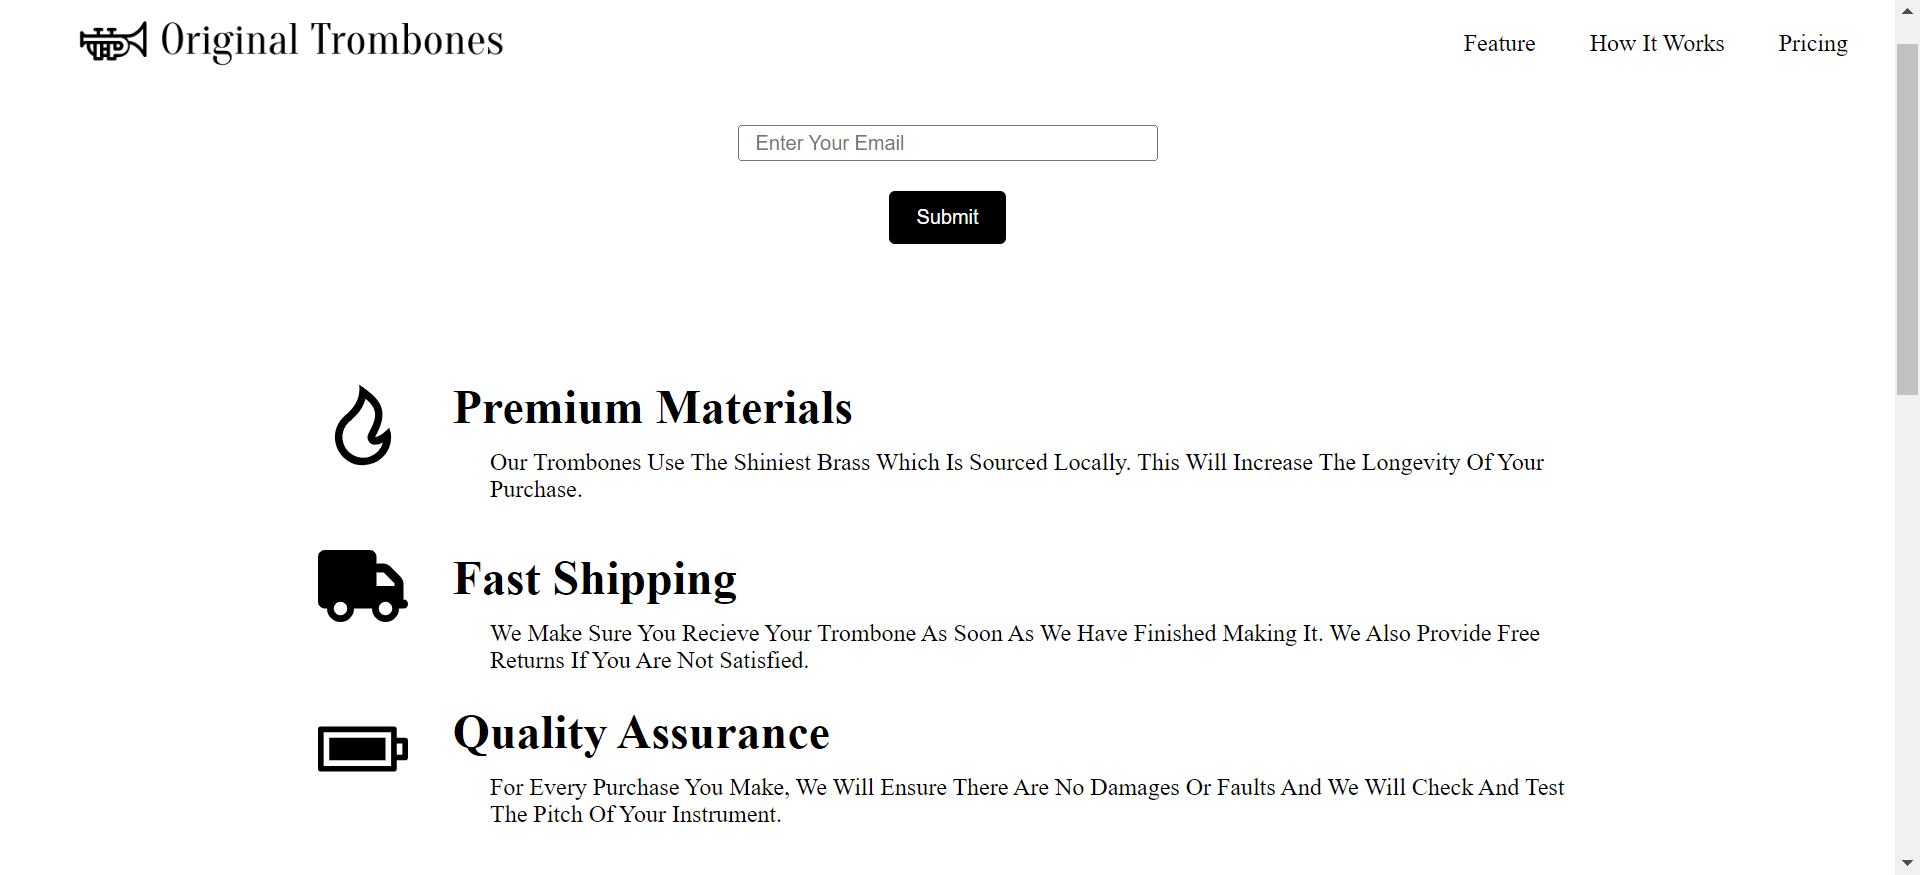 Original Trombones
Feature
How It Works
Pricing
Enter Your Email
Submit
Premium Materials
Our Trombones Use The Shiniest Brass Which Is Sourced Locally. This Will Increase The Longevity Of Your
Purchase.
Fast Shipping
We Make Sure You Recieve Your Trombone As Soon As We Have Finished Making It. We Also Provide Free
Returns If You Are Not Satisfied.
Quality Assurance
For Every Purchase You Make, We Will Ensure There Are No Damages Or Faults And We Will Check And Test
The Pitch Of Your Instrument.